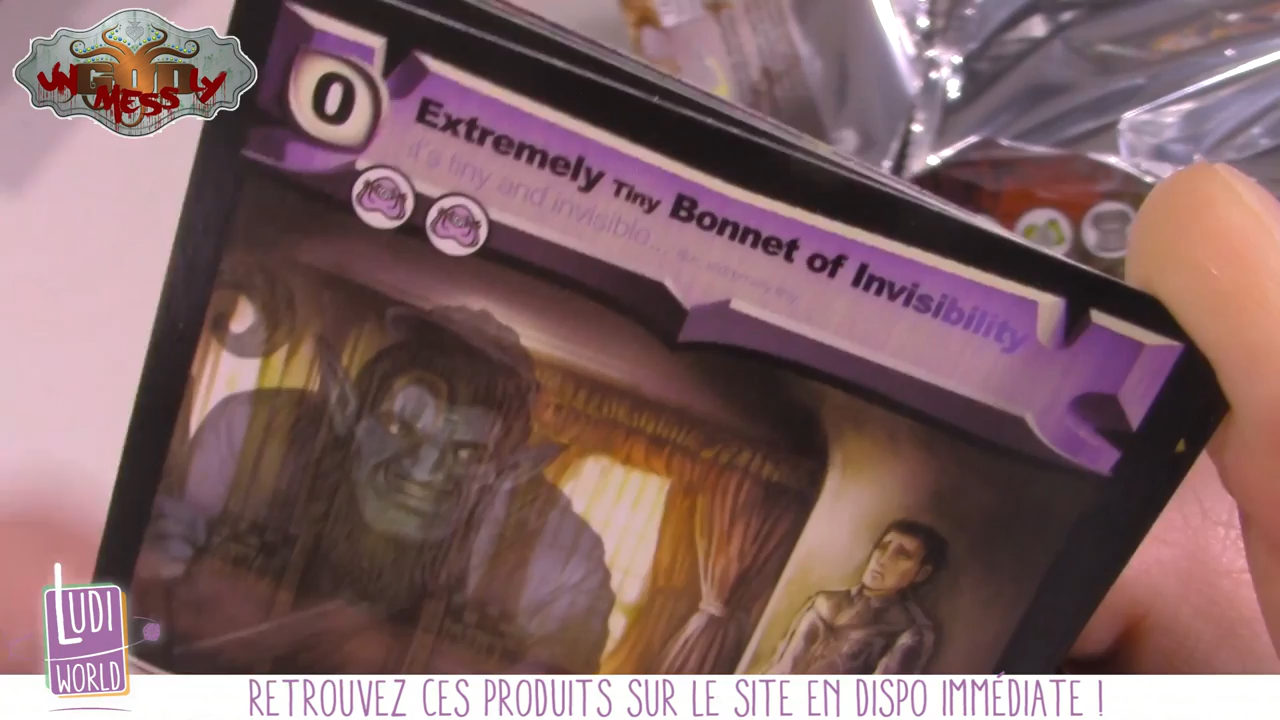 UNGODLY
MESS
0
Extremely Tiny Bonnet of Invisibility
it's tiny and invisible...
LUDI
WORLD
RETROUVEZ CES PRODUITS SUR LE SITE EN DISPO IMMÉDIATE !